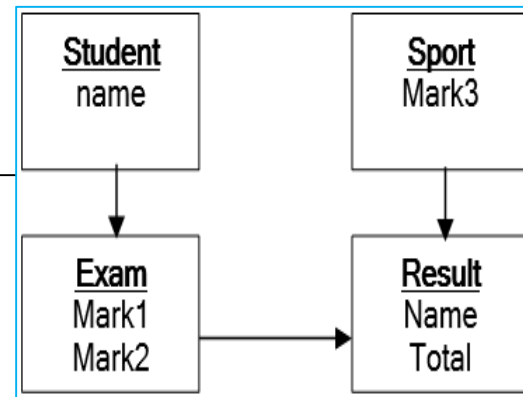 Student
name
Sport
Mark3
Exam
Mark1
Mark2
Result
Name
Total